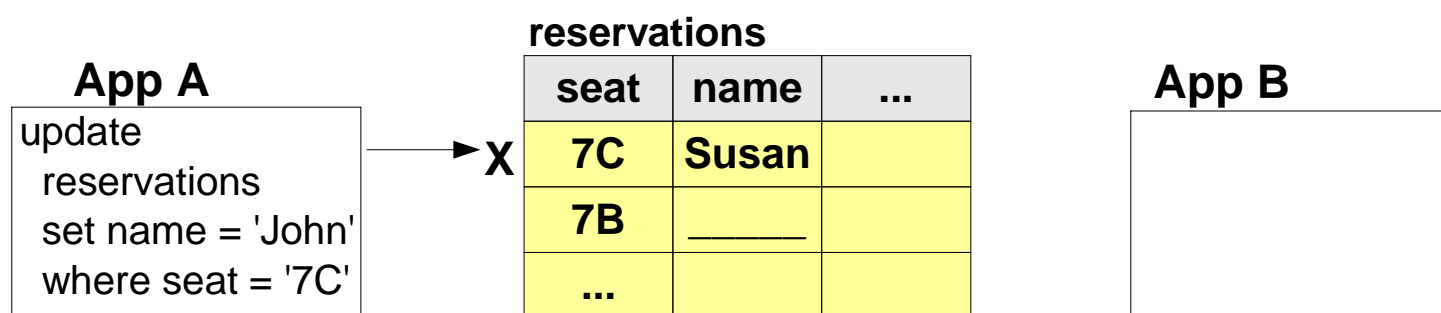 reservations
App A
seat name ...
App B
update
reservations
set name = 'John'
where seat = '7C'
X
7C Susan
7B _____
...